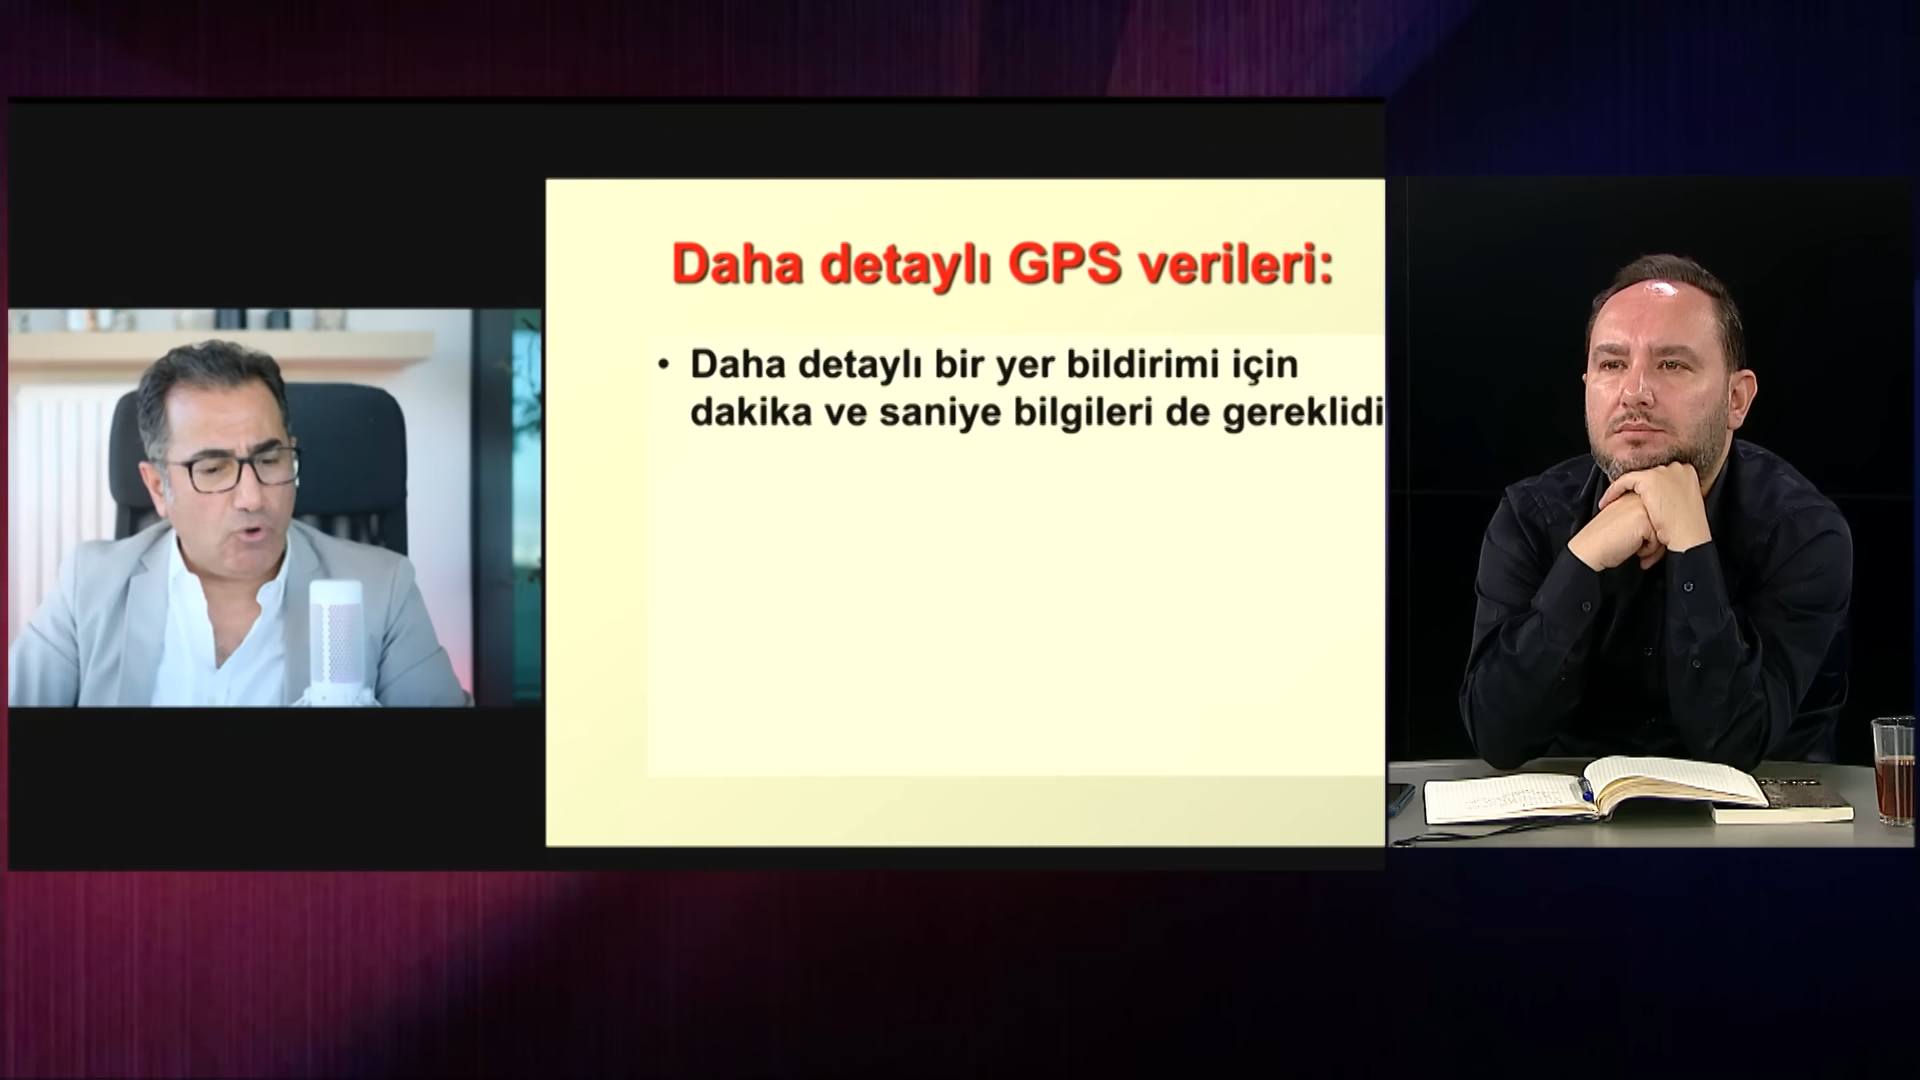 Daha detaylı GPS verileri:
• Daha detaylı bir yer bildirimi için
dakika ve saniye bilgileri de gereklidi